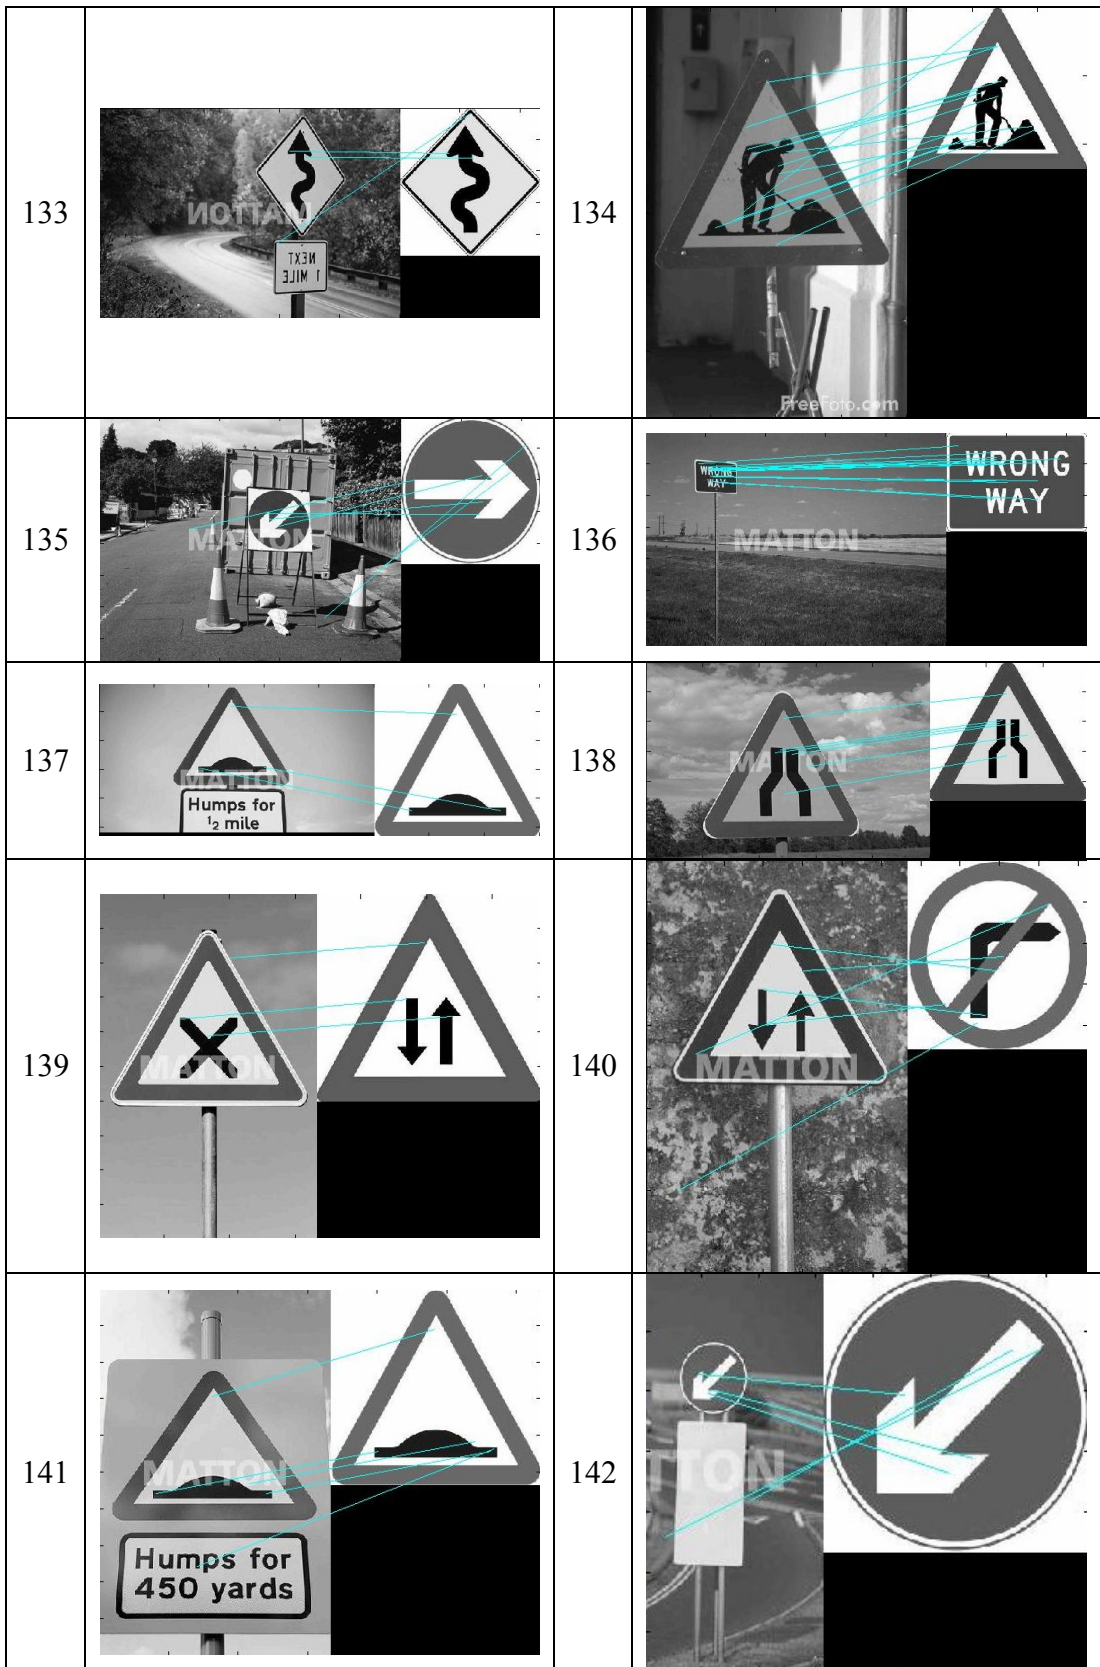 133
MATTON
NEXT
1 MILE
134
FreeFoto.com
135
MATTON
136
WRONG
WAY
MATTON
WRONG
WAY
137
MATTON
Humps for
1/2 mile
138
MATTON
139
MATTON
140
MATTON
141
MATTON
Humps for
450 yards
142
TTON